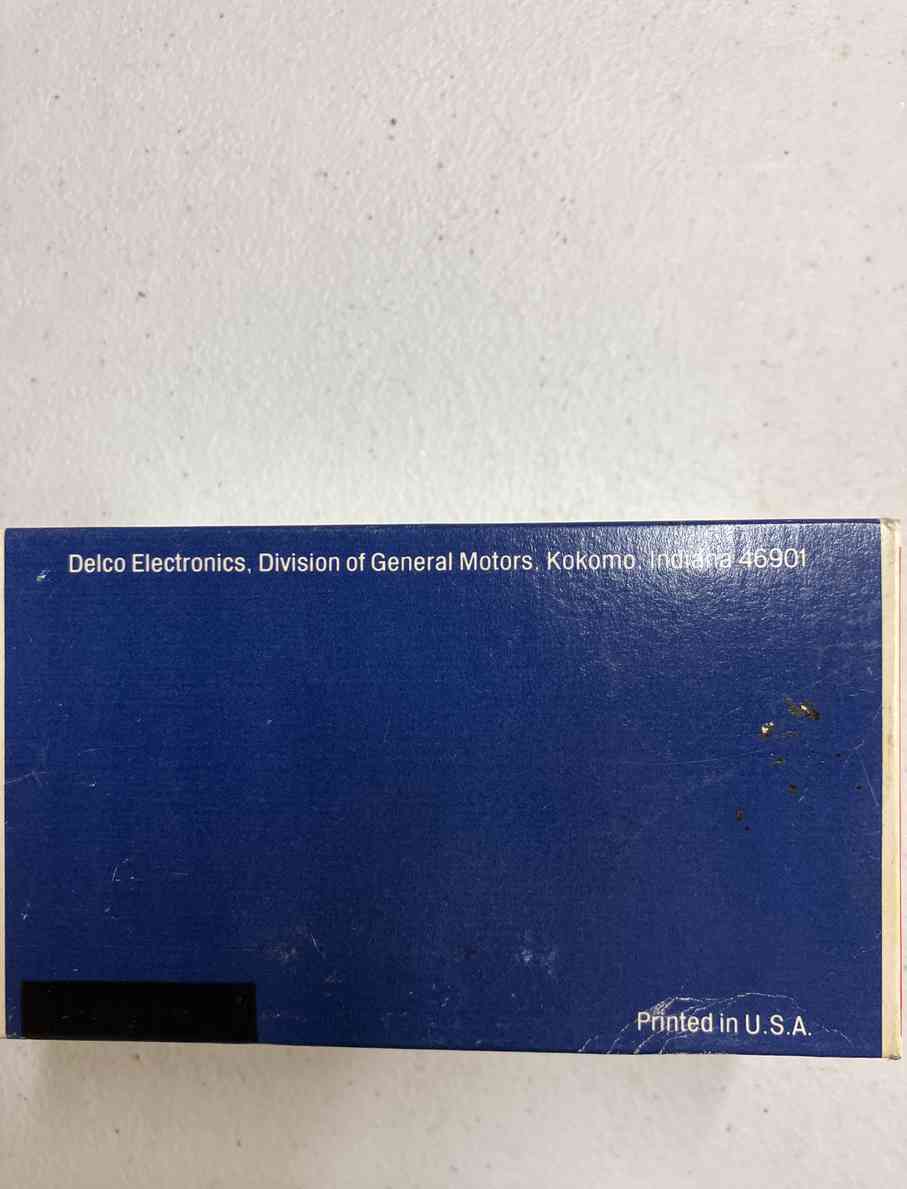 Delco Electronics, Division of General Motors, Kokomo, Indiana 46901
Printed in U.S.A.